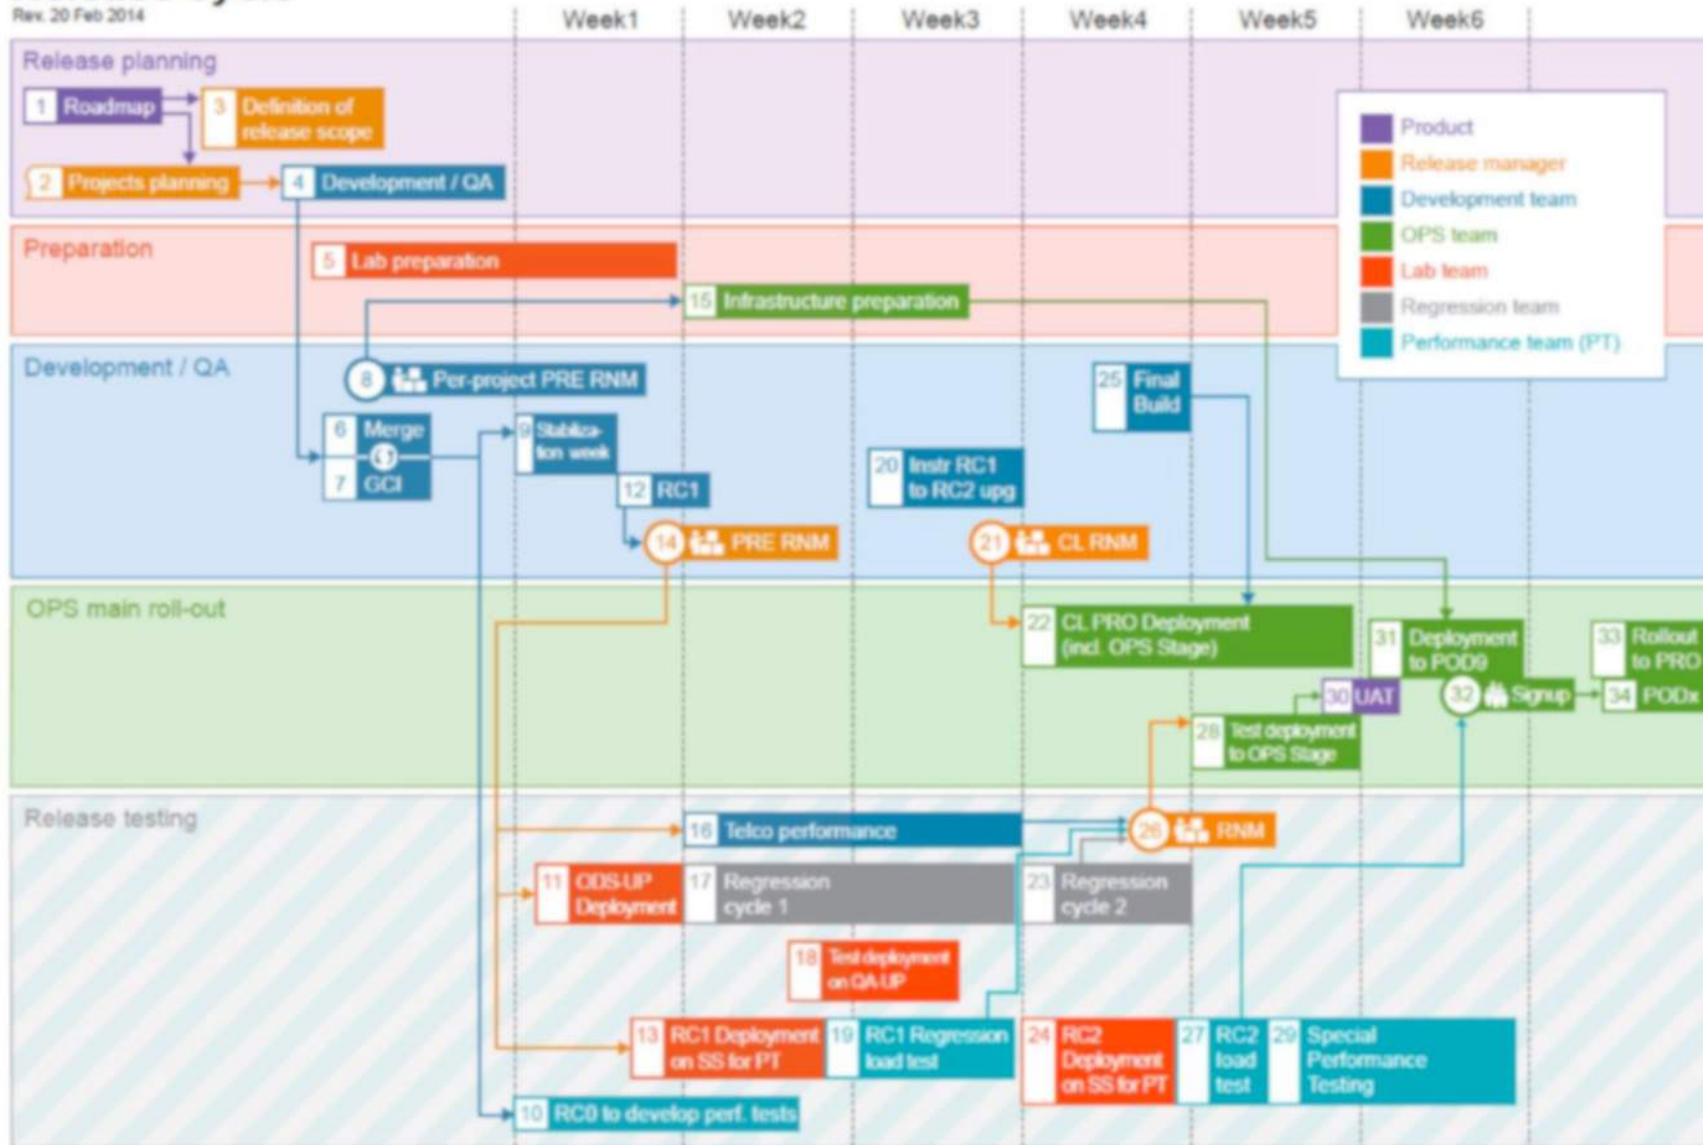 Rev. 20 Feb 2014
Week1
Week2
Week3
Week4
Week5
Week6
Release planning
1 Roadmap
3 Definition of
release scope
2 Projects planning
4 Development / QA
Product
Release manager
Development team
OPS team
Lab team
Regression team
Performance team (PT)
Preparation
5 Lab preparation
15 Infrastructure preparation
Development / QA
8 Per-project PRE RNM
25 Final
Build
6 Merge
7 GCI
9 Stabiliza-
tion week
20 Instr RC1
to RC2 upg
12 RC1
14 PRE RNM
21 CL RNM
OPS main roll-out
22 CL PRO Deployment
(incl. OPS Stage)
31 Deployment
to POD9
33 Rollout
to PRO
30 UAT
32 Signup
34 PODx
28 Test deployment
to OPS Stage
Release testing
16 Telco performance
26 RNM
11 ODS-UP
Deployment
17 Regression
cycle 1
23 Regression
cycle 2
18 Test deployment
on QA-UP
13 RC1 Deployment
on SS for PT
19 RC1 Regression
load test
24 RC2
Deployment
on SS for PT
27 RC2
load
test
29 Special
Performance
Testing
10 RC0 to develop perf. tests